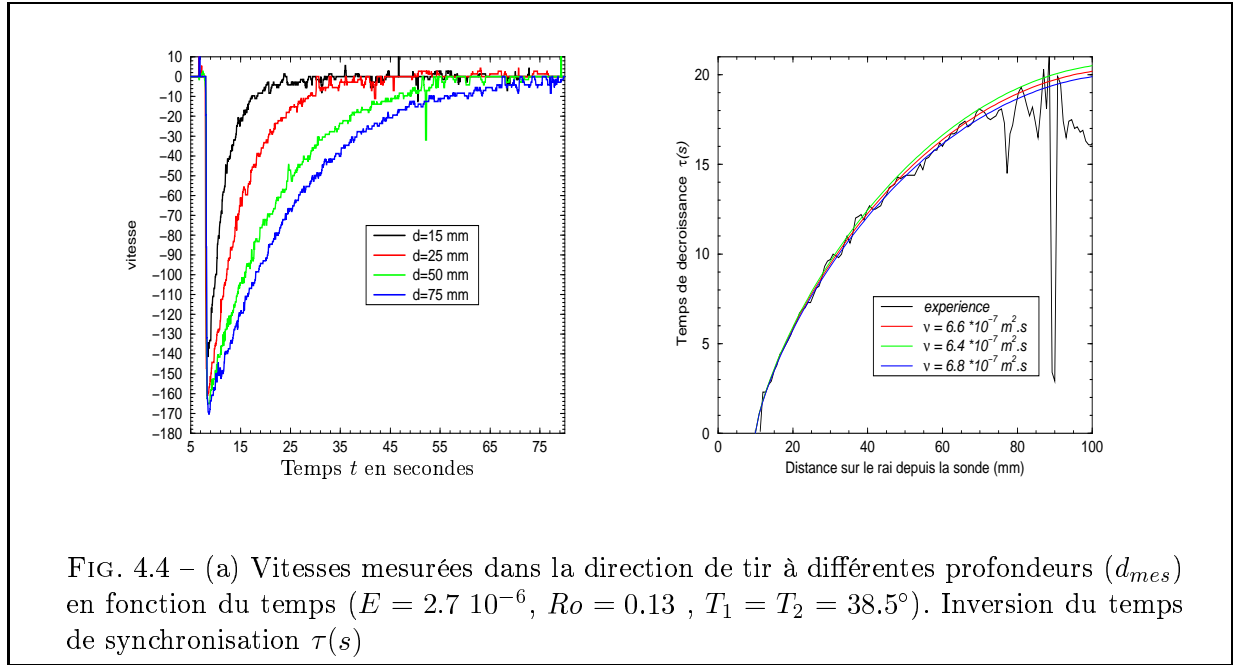 10
0
−10
−20
−30
−40
−50
−60
−70
−80
−90
−100
−110
−120
−130
−140
−150
−160
−170
−180
vitesse
5 15 25 35 45 55 65 75
Temps t en secondes
d=15 mm
d=25 mm
d=50 mm
d=75 mm
20
15
10
5
0
Temps de decroissance τ(s)
0 20 40 60 80 100
Distance sur le rai depuis la sonde (mm)
experience
ν = 6.6 *10⁻⁷ m².s
ν = 6.4 *10⁻⁷ m².s
ν = 6.8 *10⁻⁷ m².s
FIG. 4.4 – (a) Vitesses mesurées dans la direction de tir à différentes profondeurs (d_mes)
en fonction du temps (E = 2.7 10⁻⁶, Ro = 0.13 , T₁ = T₂ = 38.5°). Inversion du temps
de synchronisation τ(s)